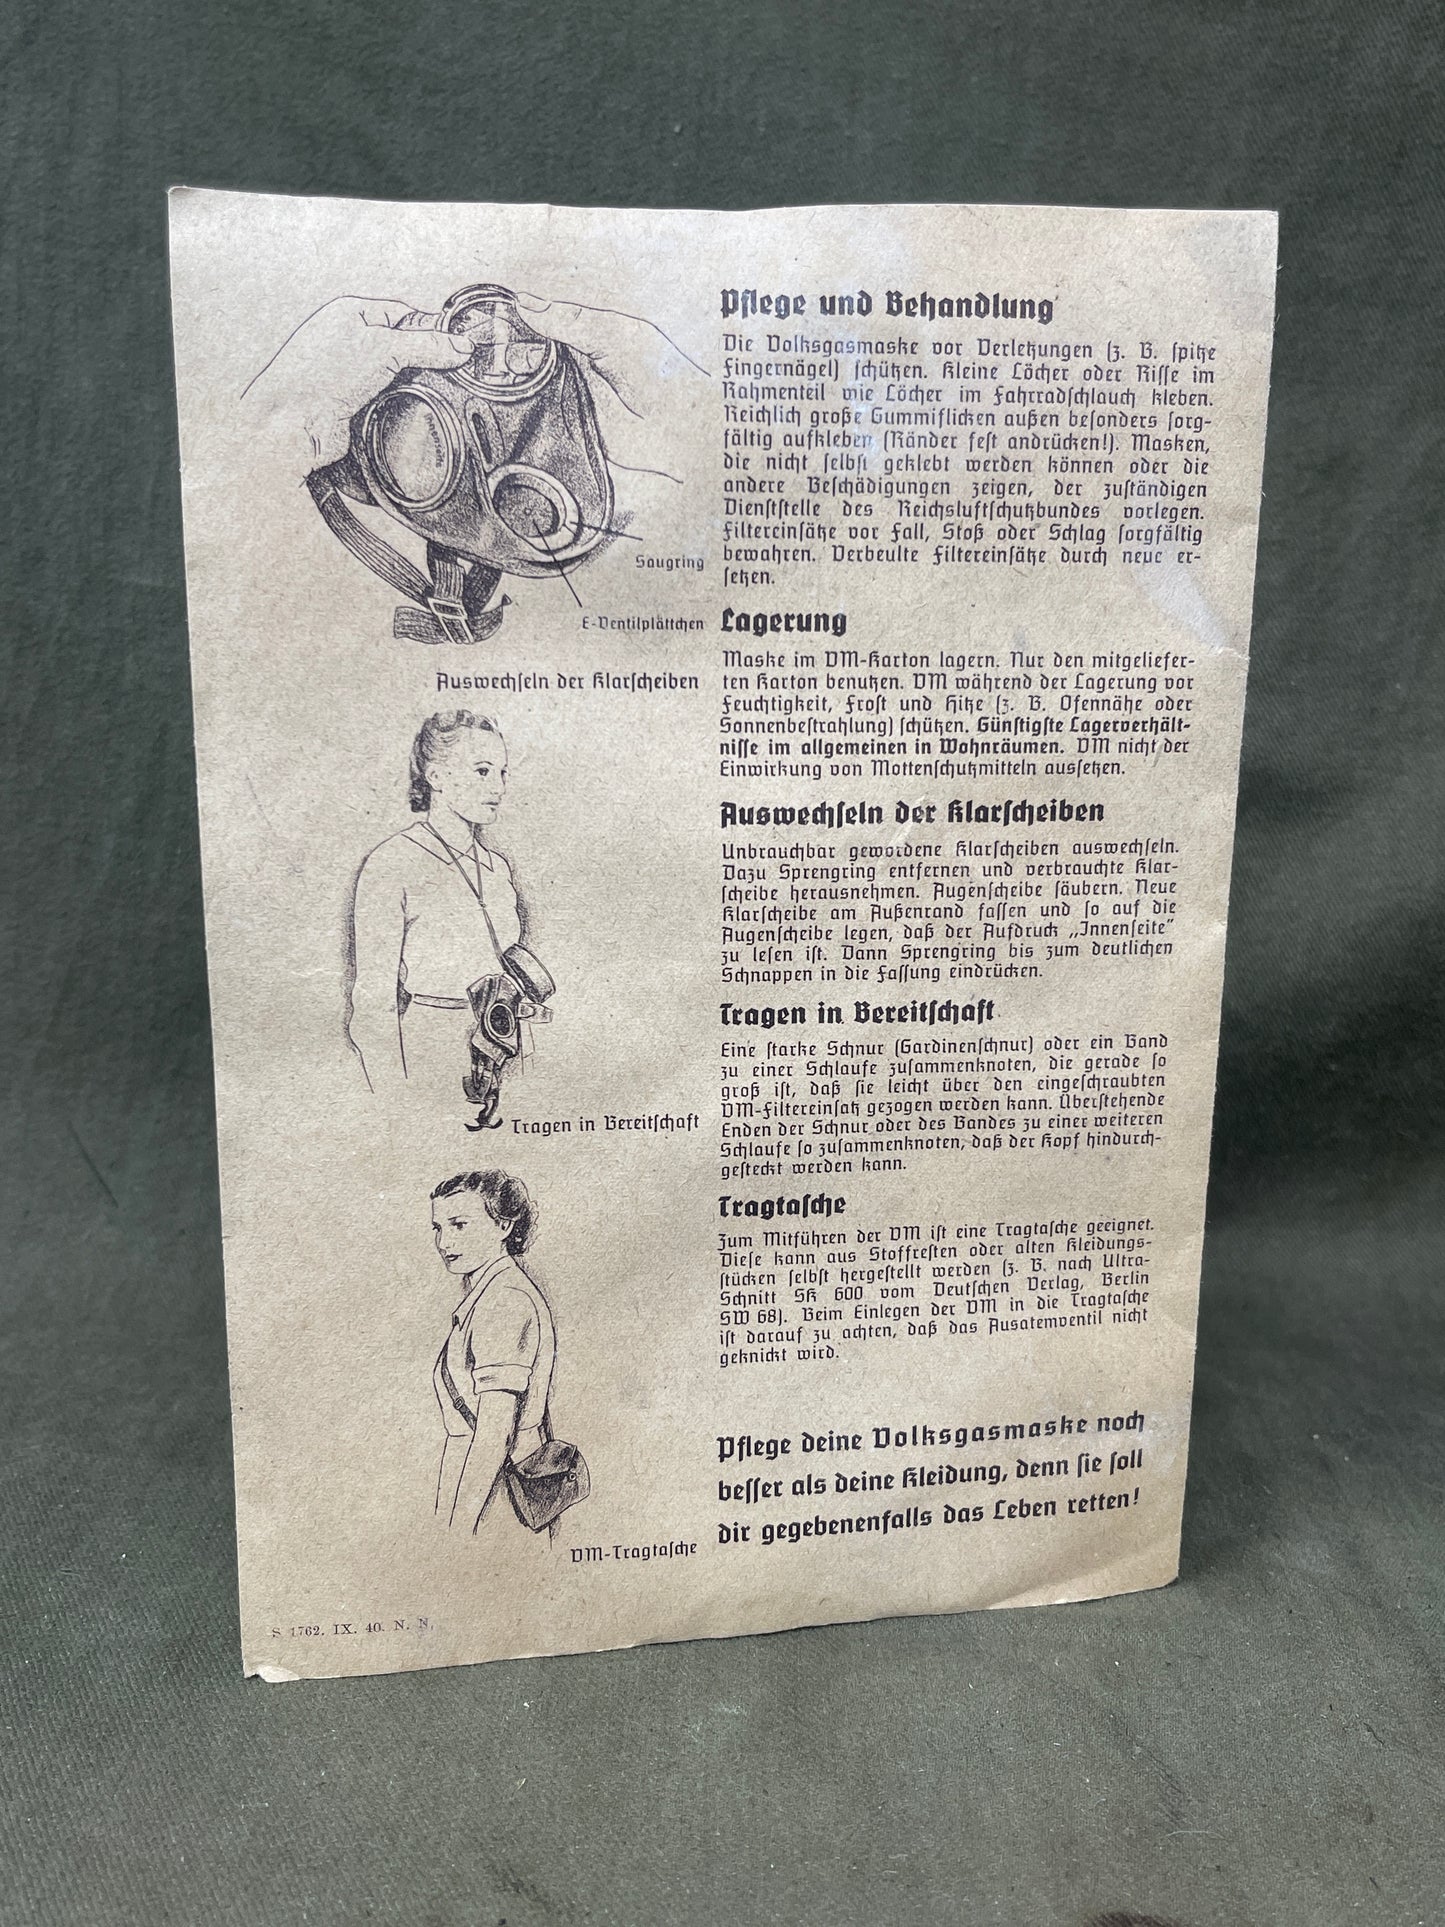 Pflege und Behandlung
Die Volksgasmaske vor Verletzungen (z. B. spitze
Fingernägel) schützen. Kleine Löcher oder Risse im
Rahmenteil wie Löcher im Fahrradschlauch kleben.
Reichlich große Gummiflicken außen besonders sorg-
fältig aufkleben (Ränder fest andrücken!). Masken,
die nicht selbst geklebt werden können oder die
andere Beschädigungen zeigen, der zuständigen
Dienststelle des Reichsluftschutzbundes vorlegen.
Filtereinsätze vor Fall, Stoß oder Schlag sorgfältig
bewahren. Verbeulte Filtereinsätze durch neue er-
setzen.
Innenseite
Saugring
E-Ventilplättchen
Auswechseln der Klarscheiben
Lagerung
Maske im VM-Karton lagern. Nur den mitgeliefer-
ten Karton benutzen. VM während der Lagerung vor
Feuchtigkeit, Frost und Hitze (z. B. Ofennähe oder
Sonnenbestrahlung) schützen. Günstigste Lagerverhält-
nisse im allgemeinen in Wohnräumen. VM nicht der
Einwirkung von Mottenschutzmitteln aussetzen.
Auswechseln der Klarscheiben
Unbrauchbar gewordene Klarscheiben auswechseln.
Dazu Sprengring entfernen und verbrauchte Klar-
scheibe herausnehmen. Augenscheibe säubern. Neue
Klarscheibe am Außenrand fassen und so auf die
Augenscheibe legen, daß der Aufdruck „Innenseite“
zu lesen ist. Dann Sprengring bis zum deutlichen
Schnappen in die Fassung eindrücken.
Tragen in Bereitschaft
Eine starke Schnur (Gardinenschnur) oder ein Band
zu einer Schlaufe zusammenknoten, die gerade so
groß ist, daß sie leicht über den eingeschraubten
VM-Filtereinsatz gezogen werden kann. Überstehende
Enden der Schnur oder des Bandes zu einer weiteren
Schlaufe so zusammenknoten, daß der Kopf hindurch-
gesteckt werden kann.
Tragen in Bereitschaft
Tragtasche
Zum Mitführen der VM ist eine Tragtasche geeignet.
Diese kann aus Stoffresten oder alten Kleidungs-
stücken selbst hergestellt werden (z. B. nach Ultra-
Schnitt Sk 600 vom Deutschen Verlag, Berlin
SW 68). Beim Einlegen der VM in die Tragtasche
ist darauf zu achten, daß das Ausatemventil nicht
geknickt wird.
VM-Tragtasche
Pflege deine Volksgasmaske noch
besser als deine Kleidung, denn sie soll
dir gegebenenfalls das Leben retten!
S 1762. IX. 40. N. N.